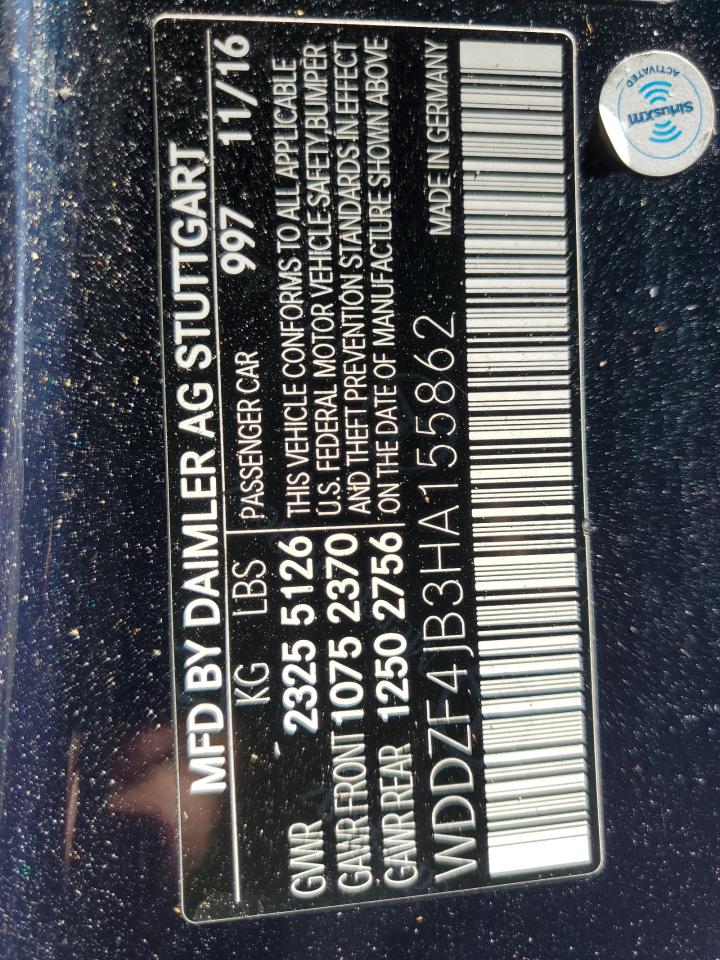 MFD BY DAIMLER AG STUTTGART
KG LBS PASSENGER CAR 997 11/16
GWR 2325 5126 THIS VEHICLE CONFORMS TO ALL APPLICABLE
GAWR FRONT 1075 2370 U.S. FEDERAL MOTOR VEHICLE SAFETY, BUMPER
GAWR REAR 1250 2756 AND THEFT PREVENTION STANDARDS IN EFFECT
ON THE DATE OF MANUFACTURE SHOWN ABOVE
WDDZF4JB3HA155862 MADE IN GERMANY
SiriusXM
ACTIVATED